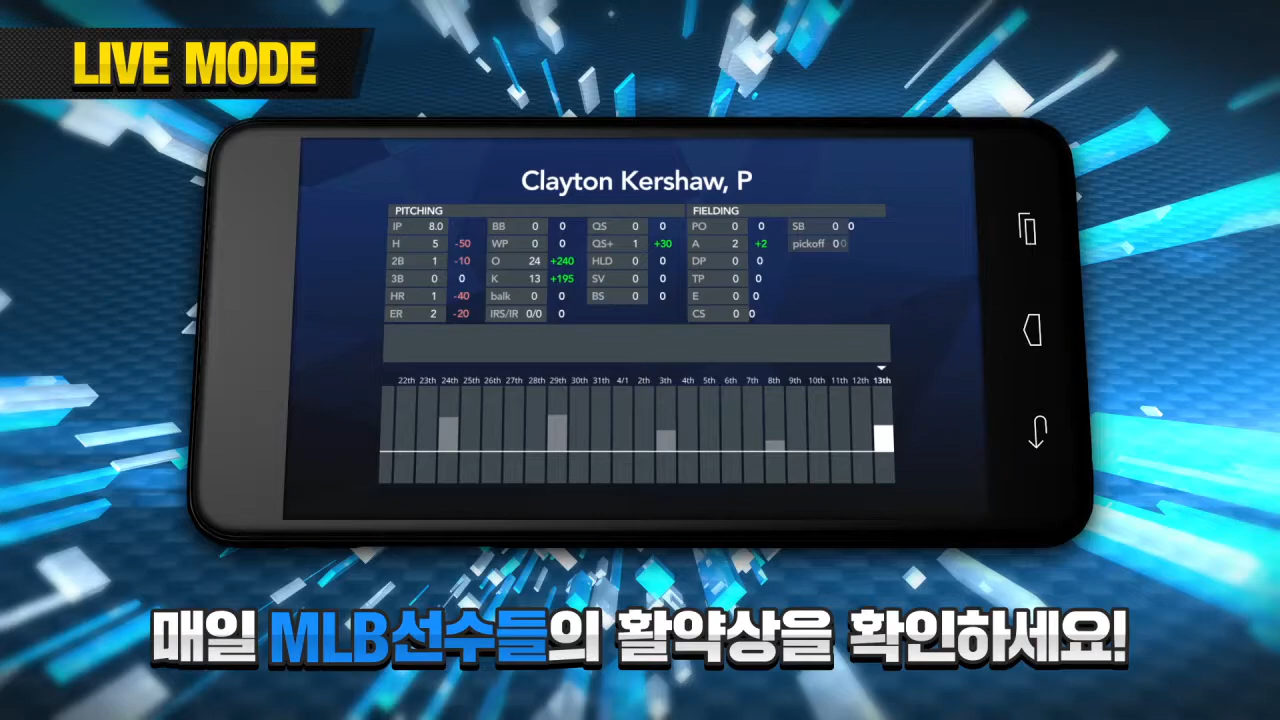 LIVE MODE
Clayton Kershaw, P
PITCHING FIELDING
IP 8.0 BB 0 0 QS 0 0 PO 0 0 SB 0 0
H 5 -50 WP 0 0 QS+ 1 +30 A 2 +2 pickoff 0 0
2B 1 -10 O 24 +240 HLD 0 0 DP 0 0
3B 0 0 K 13 +195 SV 0 0 TP 0 0
HR 1 -40 balk 0 0 BS 0 0 E 0 0
ER 2 -20 IRS/IR 0/0 0 CS 0 0
22th 23th 24th 25th 26th 27th 28th 29th 30th 31th 4/1 2th 3th 4th 5th 6th 7th 8th 9th 10th 11th 12th 13th
매일 MLB선수들의 활약상을 확인하세요!